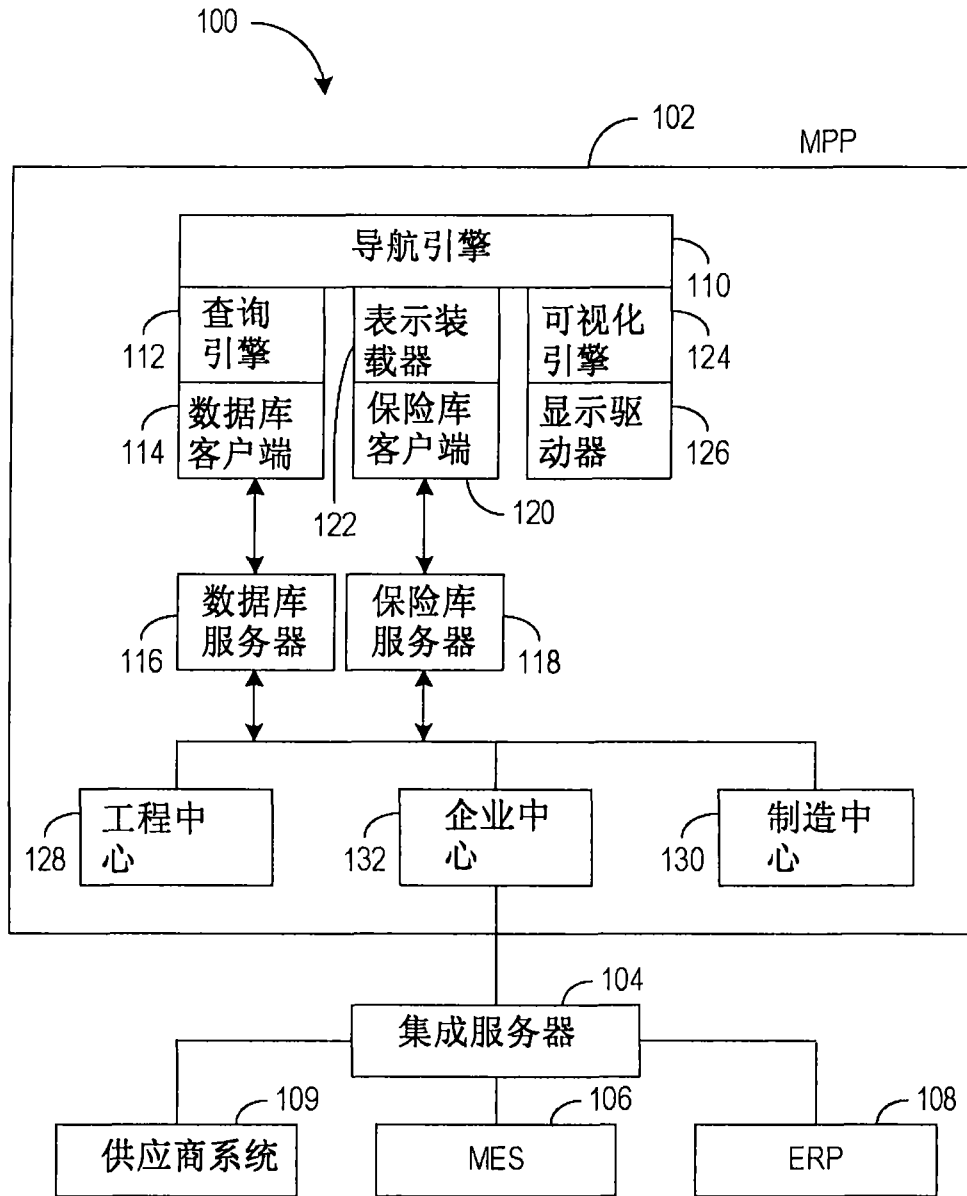 100
102
MPP
导航引擎
110
查询
引擎
112
表示装
载器
可视化
引擎
124
数据库
客户端
114
保险库
客户端
显示驱
动器
126
122
120
数据库
服务器
116
保险库
服务器
118
工程中
心
128
企业中
心
132
制造中
心
130
104
集成服务器
109
106
108
供应商系统
MES
ERP